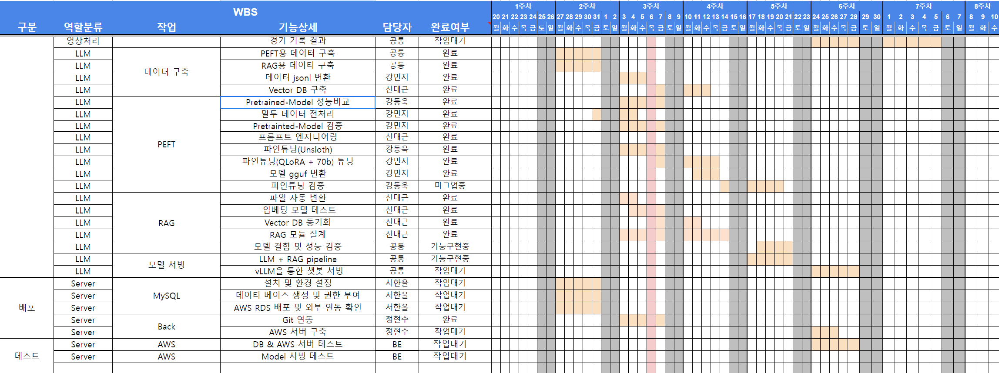 WBS 1주차 2주차 3주차 4주차 5주차 6주차 7주차 8주차
20 21 22 23 24 25 26 27 28 29 30 31 1 2 3 4 5 6 7 8 9 10 11 12 13 14 15 16 17 18 19 20 21 22 23 24 25 26 27 28 29 30 1 2 3 4 5 6 7 8 9 10
구분 역할분류 작업 기능상세 담당자 완료여부 월 화 수 목 금 토 일 월 화 수 목 금 토 일 월 화 수 목 금 토 일 월 화 수 목 금 토 일 월 화 수 목 금 토 일 월 화 수 목 금 토 일 월 화 수 목 금 토 일 월 화 수
영상처리 경기 기록 결과 공통 작업대기
LLM 데이터 구축 PEFT용 데이터 구축 공통 완료
LLM RAG용 데이터 구축 공통 완료
LLM 데이터 jsonl 변환 강민지 완료
LLM Vector DB 구축 신대근 완료
LLM PEFT Pretrained-Model 성능비교 강동욱 완료
LLM 말투 데이터 전처리 강민지 완료
LLM Pretrainted-Model 검증 강민지 완료
LLM 프롬프트 엔지니어링 신대근 완료
LLM 파인튜닝(Unsloth) 강동욱 완료
LLM 파인튜닝(QLoRA + 70b) 튜닝 강민지 완료
LLM 모델 gguf 변환 강민지 완료
LLM 파인튜닝 검증 강동욱 마크업중
LLM RAG 파일 자동 변환 신대근 완료
LLM 임베딩 모델 테스트 신대근 완료
LLM Vector DB 동기화 신대근 완료
LLM RAG 모듈 설계 신대근 완료
LLM 모델 결합 및 성능 검증 공통 기능구현중
LLM 모델 서빙 LLM + RAG pipeline 공통 기능구현중
LLM vLLM을 통한 챗봇 서빙 공통 작업대기
배포 Server MySQL 설치 및 환경 설정 서한울 작업대기
Server 데이터 베이스 생성 및 권한 부여 서한울 작업대기
Server AWS RDS 배포 및 외부 연동 확인 서한울 작업대기
Server Back Git 연동 정현수 완료
Server AWS 서버 구축 정현수 작업대기
테스트 Server AWS DB & AWS 서버 테스트 BE 작업대기
Server AWS Model 서빙 테스트 BE 작업대기